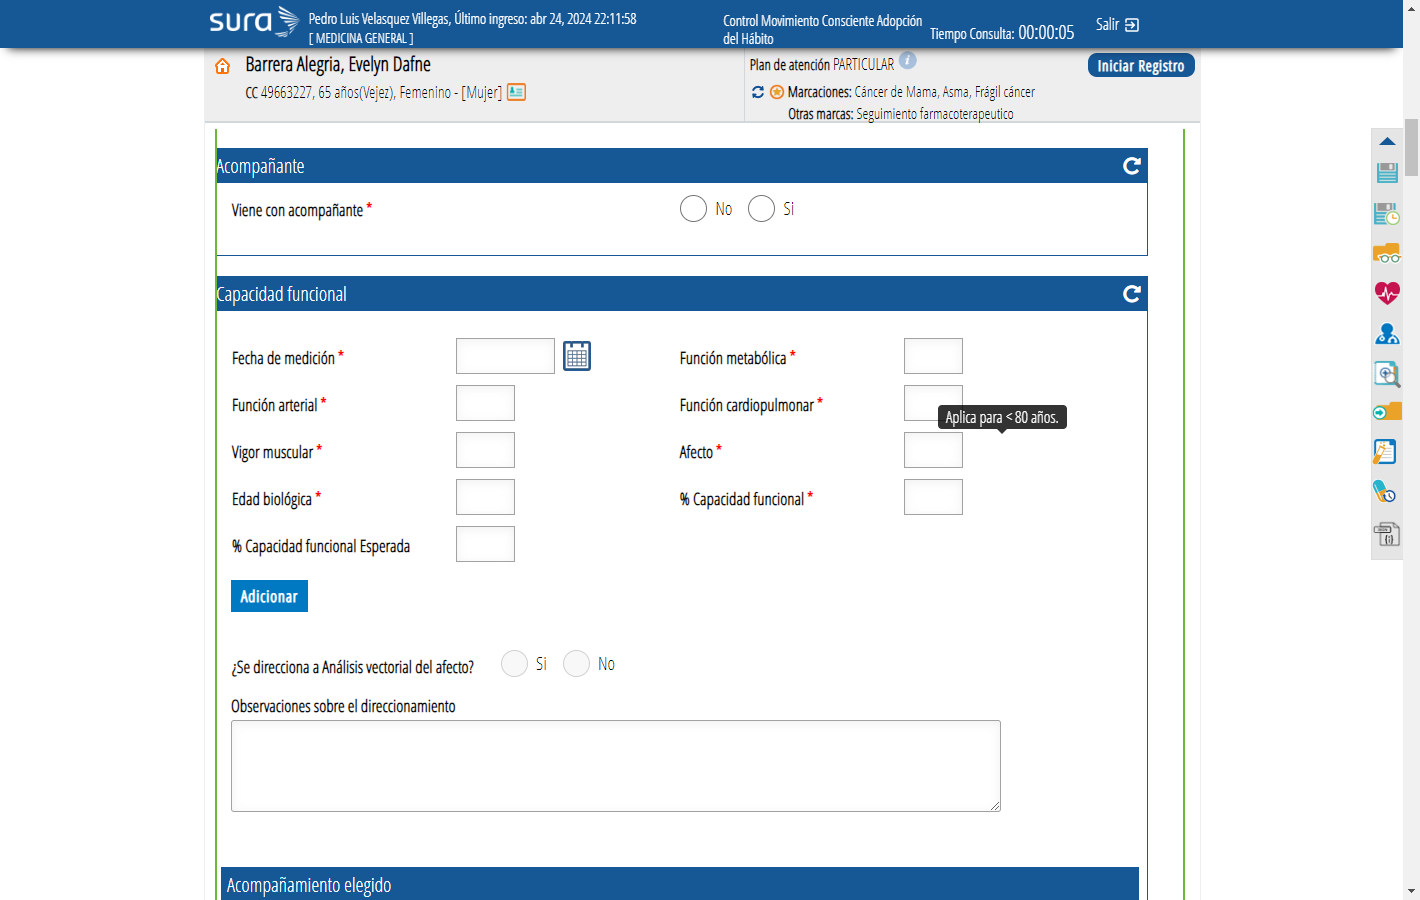 sura
Pedro Luis Velasquez Villegas, Último ingreso: abr 24, 2024 22:11:58
[ MEDICINA GENERAL ]
Control Movimiento Consciente Adopción
del Hábito
Tiempo Consulta: 00:00:05
Salir
Barrera Alegria, Evelyn Dafne
CC 49663227, 65 años(Vejez), Femenino - [Mujer]
Plan de atención PARTICULAR
Marcaciones: Cáncer de Mama, Asma, Frágil cáncer
Otras marcas: Seguimiento farmacoterapeutico
Iniciar Registro
Acompañante
Viene con acompañante *
No
Si
Capacidad funcional
Fecha de medición *
Función metabólica *
Función arterial *
Función cardiopulmonar *
Aplica para < 80 años.
Vigor muscular *
Afecto *
Edad biológica *
% Capacidad funcional *
% Capacidad funcional Esperada
Adicionar
¿Se direcciona a Análisis vectorial del afecto?
Si
No
Observaciones sobre el direccionamiento
Acompañamiento elegido